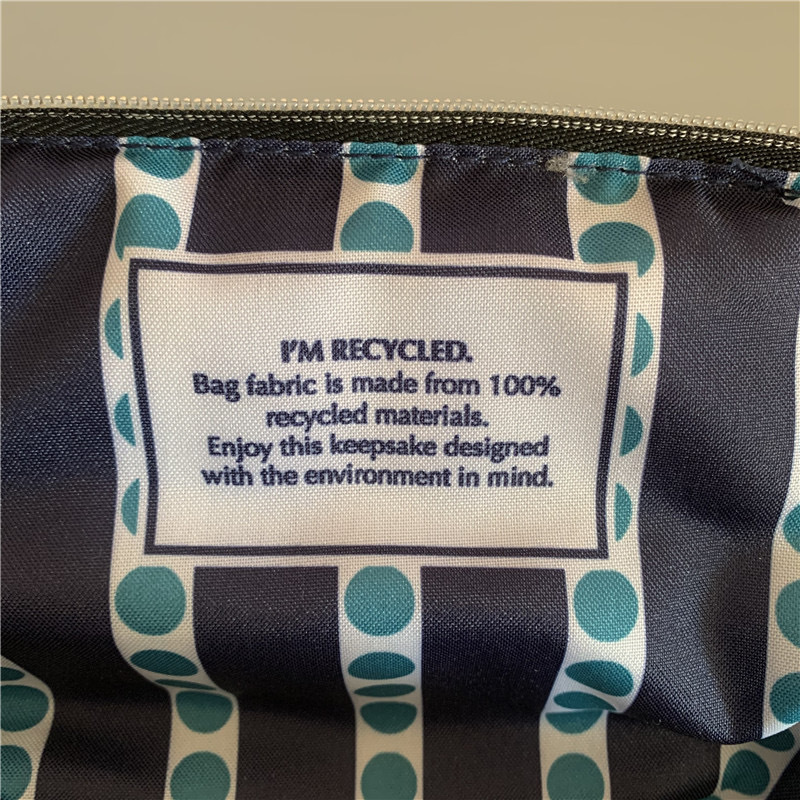 I'M RECYCLED.
Bag fabric is made from 100%
recycled materials.
Enjoy this keepsake designed
with the environment in mind.